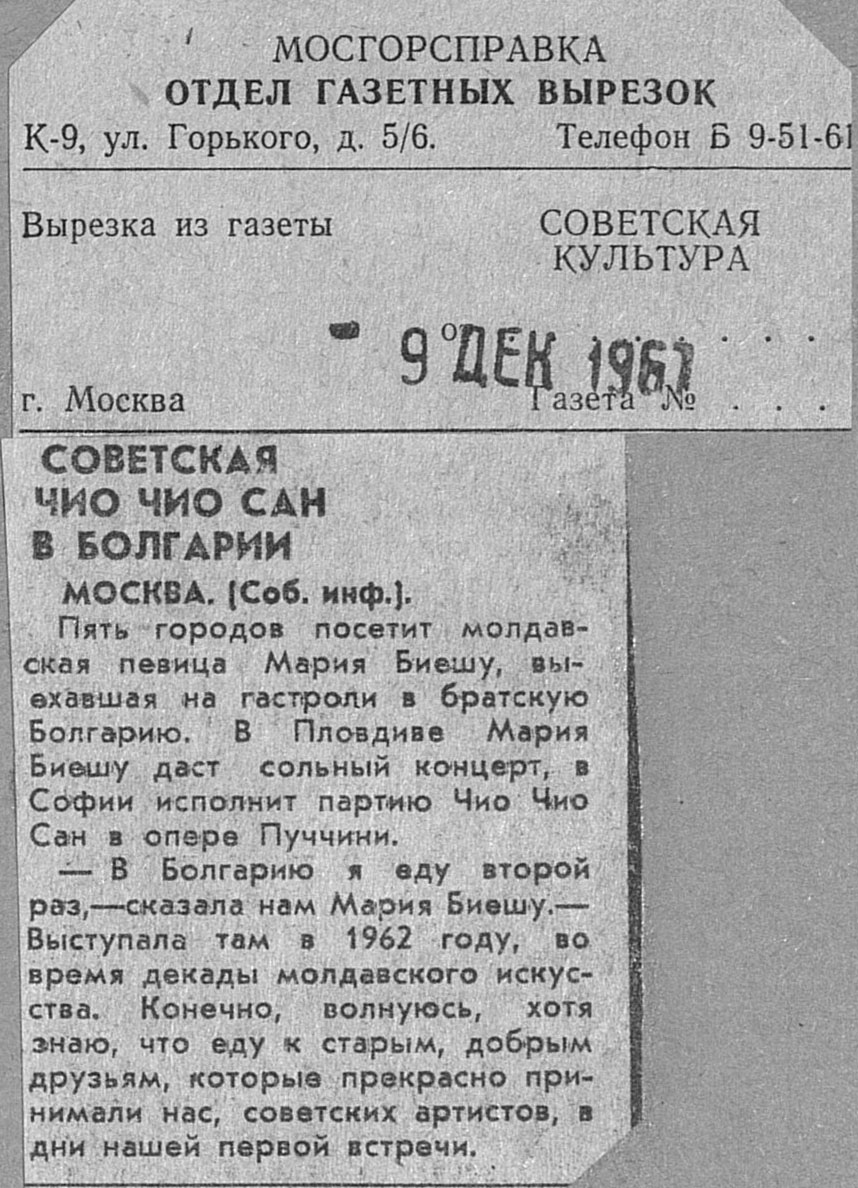 МОСГОРСПРАВКА
ОТДЕЛ ГАЗЕТНЫХ ВЫРЕЗОК
К-9, ул. Горького, д. 5/6. Телефон Б 9-51-61
Вырезка из газеты СОВЕТСКАЯ
КУЛЬТУРА
- 9 ДЕК 1967
г. Москва Газета № . . .
СОВЕТСКАЯ
ЧИО ЧИО САН
В БОЛГАРИИ
МОСКВА. (Соб. инф.).
Пять городов посетит молдав-
ская певица Мария Биешу, вы-
ехавшая на гастроли в братскую
Болгарию. В Пловдиве Мария
Биешу даст сольный концерт, в
Софии исполнит партию Чио Чио
Сан в опере Пуччини.
— В Болгарию я еду второй
раз,—сказала нам Мария Биешу.—
Выступала там в 1962 году, во
время декады молдавского искус-
ства. Конечно, волнуюсь, хотя
знаю, что еду к старым, добрым
друзьям, которые прекрасно при-
нимали нас, советских артистов, в
дни нашей первой встречи.